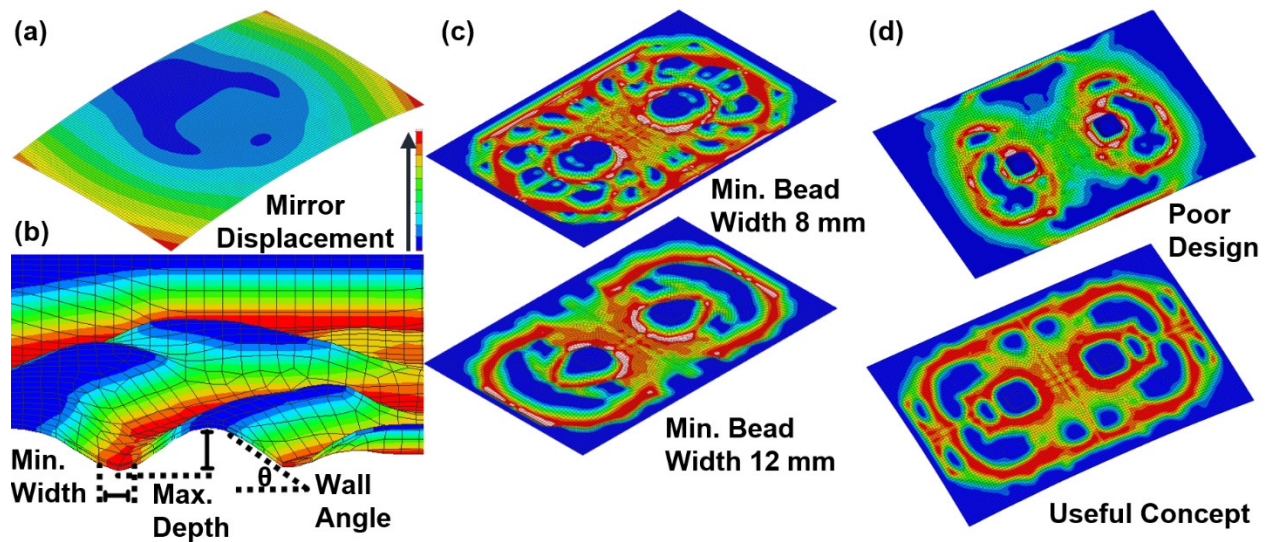 (a)
Mirror
Displacement
(b)
Min.
Width
Max.
Depth
θ
Wall
Angle
(c)
Min. Bead
Width 8 mm
Min. Bead
Width 12 mm
(d)
Poor
Design
Useful Concept